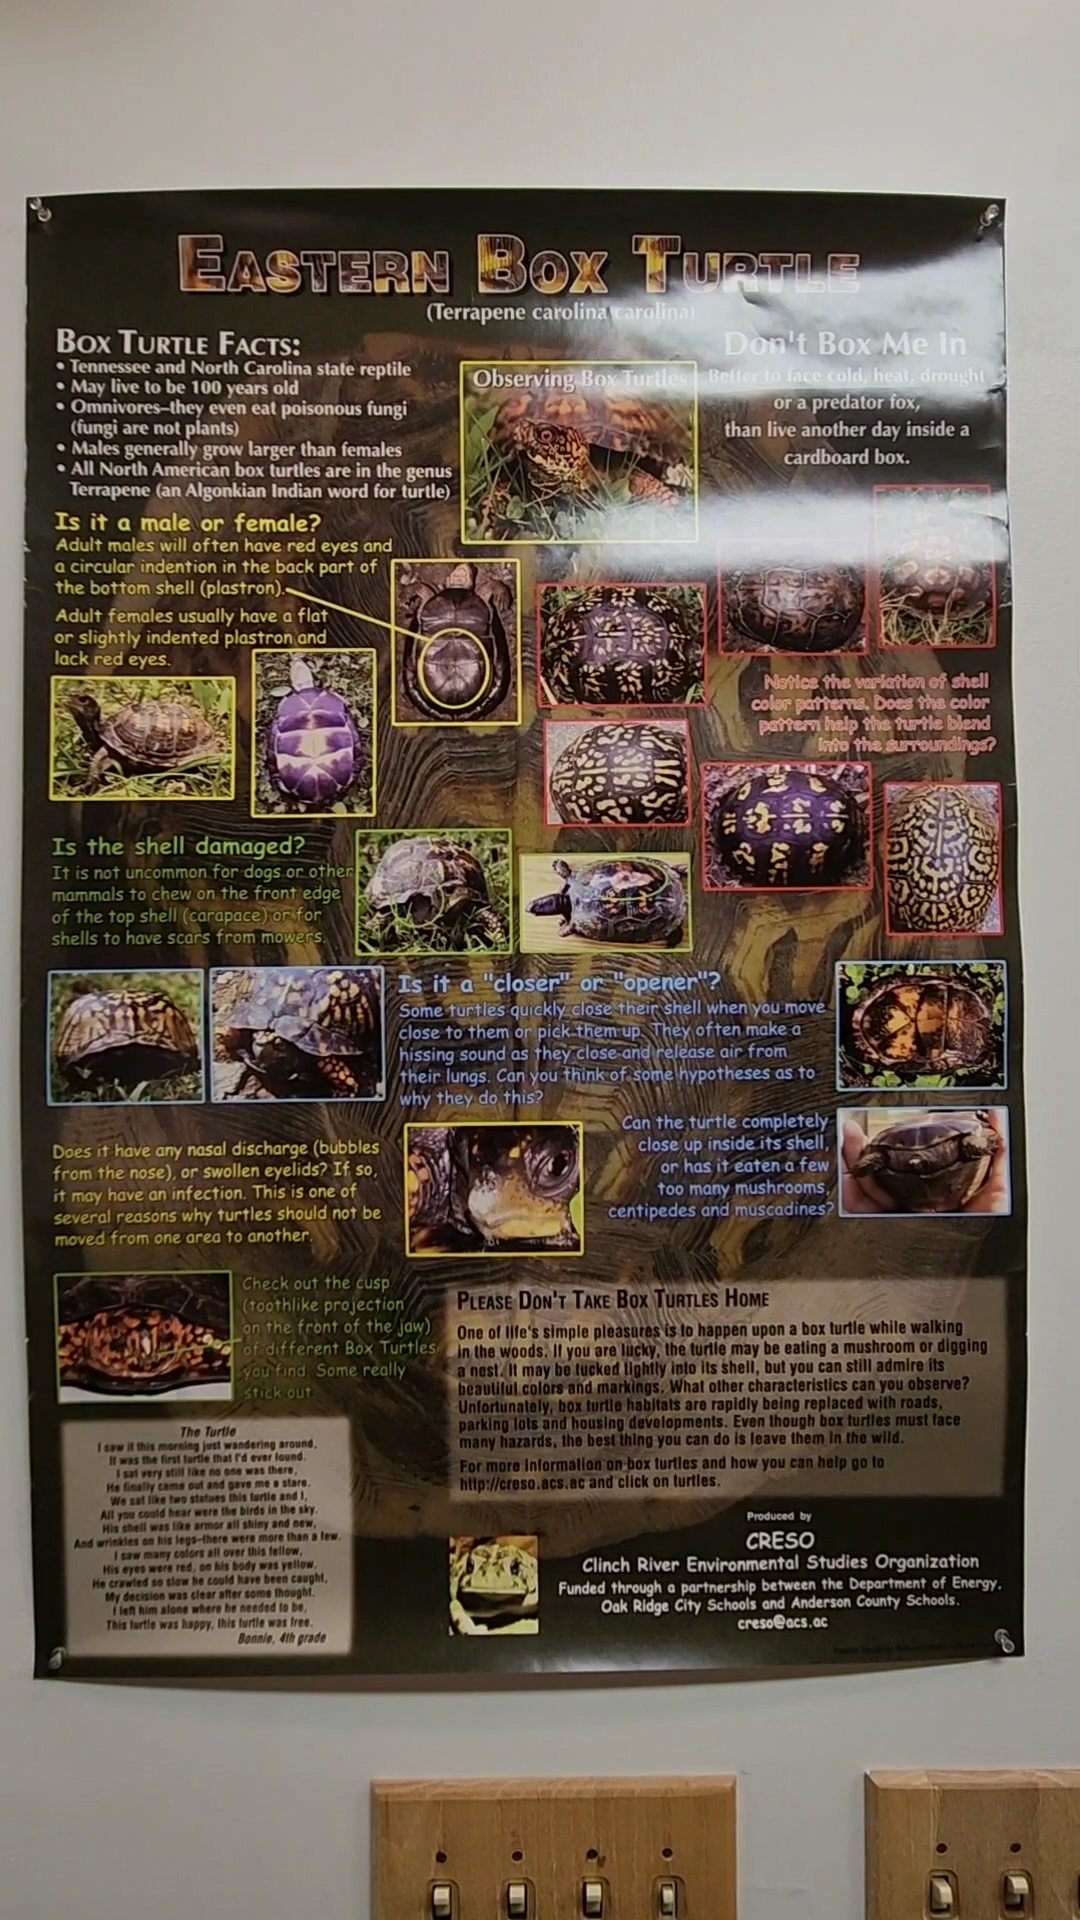 EASTERN BOX TURTLE
(Terrapene carolina carolina)
BOX TURTLE FACTS:
• Tennessee and North Carolina state reptile
• May live to be 100 years old
• Omnivores–they even eat poisonous fungi
(fungi are not plants)
• Males generally grow larger than females
• All North American box turtles are in the genus
Terrapene (an Algonkian Indian word for turtle)
Observing Box Turtles
Don't Box Me In
Better to face cold, heat, drought
or a predator fox,
than live another day inside a
cardboard box.
Is it a male or female?
Adult males will often have red eyes and
a circular indention in the back part of
the bottom shell (plastron).
Adult females usually have a flat
or slightly indented plastron and
lack red eyes.
Notice the variation of shell
color patterns. Does the color
pattern help the turtle blend
into the surroundings?
Is the shell damaged?
It is not uncommon for dogs or other
mammals to chew on the front edge
of the top shell (carapace) or for
shells to have scars from mowers.
Is it a "closer" or "opener"?
Some turtles quickly close their shell when you move
close to them or pick them up. They often make a
hissing sound as they close and release air from
their lungs. Can you think of some hypotheses as to
why they do this?
Can the turtle completely
close up inside its shell,
or has it eaten a few
too many mushrooms,
centipedes and muscadines?
Does it have any nasal discharge (bubbles
from the nose), or swollen eyelids? If so,
it may have an infection. This is one of
several reasons why turtles should not be
moved from one area to another.
Check out the cusp
(toothlike projection
on the front of the jaw)
of different Box Turtles
you find. Some really
stick out
PLEASE DON'T TAKE BOX TURTLES HOME
One of life's simple pleasures is to happen upon a box turtle while walking
in the woods. If you are lucky, the turtle may be eating a mushroom or digging
a nest. It may be tucked tightly into its shell, but you can still admire its
beautiful colors and markings. What other characteristics can you observe?
Unfortunately, box turtle habitats are rapidly being replaced with roads,
parking lots and housing developments. Even though box turtles must face
many hazards, the best thing you can do is leave them in the wild.
For more information on box turtles and how you can help go to
http://creso.acs.ac and click on turtles.
The Turtle
I saw it this morning just wandering around,
It was the first turtle that I'd ever found.
I sat very still like no one was there,
He finally came out and gave me a stare.
We sat like two statues this turtle and I,
All you could hear were the birds in the sky.
His shell was like armor all shiny and new,
And wrinkles on his legs–there were more than a few.
I saw many colors all over this fellow,
His eyes were red, on his body was yellow.
He crawled so slow he could have been caught,
My decision was clear after some thought.
I left him alone where he needed to be,
This turtle was happy, this turtle was free.
Bonnie, 4th grade
Produced by
CRESO
Clinch River Environmental Studies Organization
Funded through a partnership between the Department of Energy,
Oak Ridge City Schools and Anderson County Schools.
creso@acs.ac